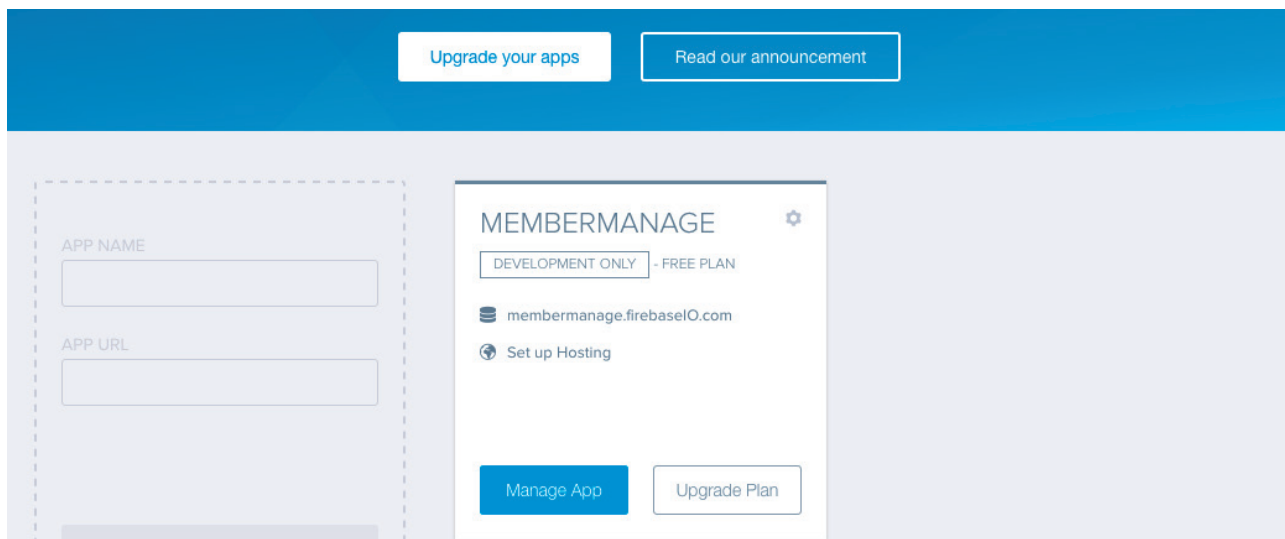 Upgrade your apps
Read our announcement
APP NAME
APP URL
MEMBERMANAGE
DEVELOPMENT ONLY - FREE PLAN
membermanage.firebaseIO.com
Set up Hosting
Manage App
Upgrade Plan